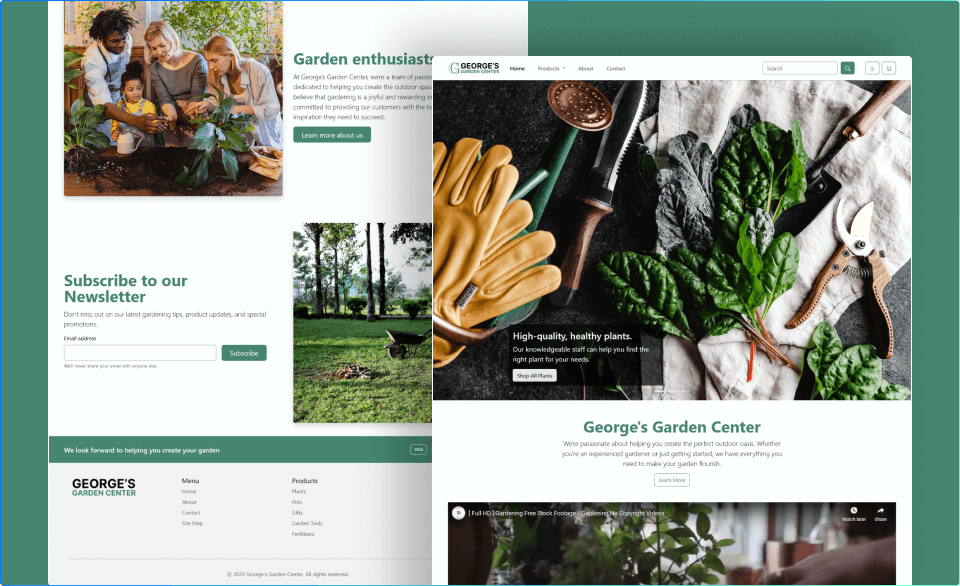 Garden enthusiasts
At George's Garden Center, we're a team of
dedicated to helping you create the outdoor
believe that gardening is a joyful and rewarding
committed to providing our customers with the
inspiration they need to succeed.
Learn more about us
Subscribe to our
Newsletter
Don't miss out on our latest gardening tips, product updates, and special
promotions.
Email address
Subscribe
We'll never share your email with anyone else.
We look forward to helping you create your garden
VISA
GEORGE'S
GARDEN CENTER
Menu
Home
About
Contact
Site Map
Products
Plants
Pots
Gifts
Garden Tools
Fertilizers
© 2023 George's Garden Center. All rights reserved.
GEORGE'S
GARDEN CENTER
Home
Products
About
Contact
Search
High-quality, healthy plants.
Our knowledgeable staff can help you find the
right plant for your needs.
Shop All Plants
George's Garden Center
We're passionate about helping you create the perfect outdoor oasis. Whether
you're an experienced gardener or just getting started, we have everything you
need to make your garden flourish.
Learn More
[ Full HD ] Gardening Free Stock Footage / Gardening No Copyright Videos
Watch later
Share